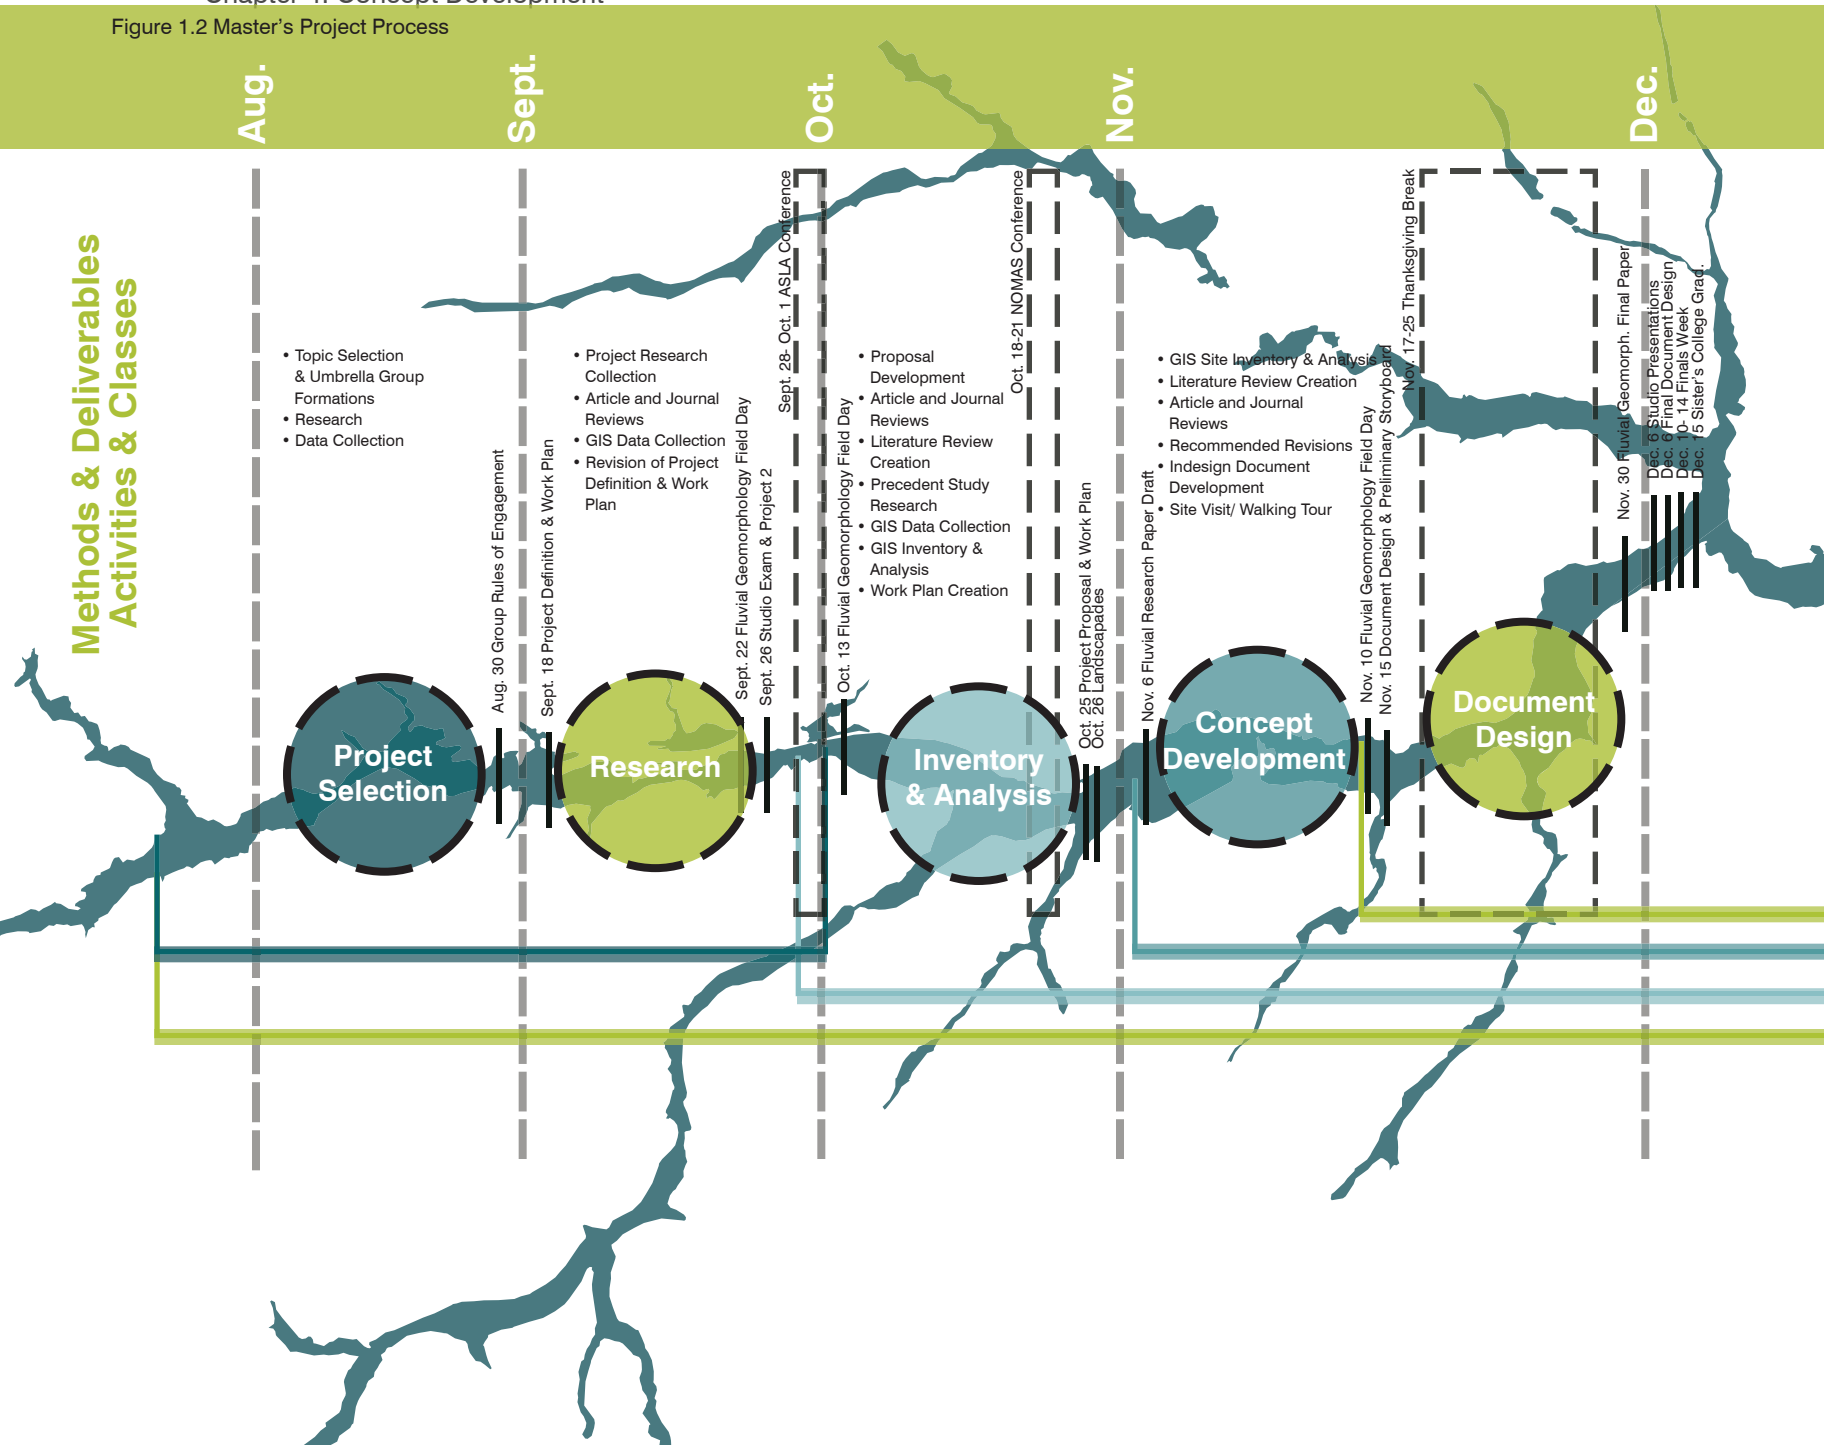 Chapter 4: Concept Development
Figure 1.2 Master's Project Process
Aug.
Sept.
Oct.
Nov.
Dec.
Methods & Deliverables
Activities & Classes
• Topic Selection
& Umbrella Group
Formations
• Research
• Data Collection
Aug. 30 Group Rules of Engagement
Sept. 18 Project Definition & Work Plan
• Project Research
Collection
• Article and Journal
Reviews
• GIS Data Collection
• Revision of Project
Definition & Work
Plan
Sept. 22 Fluvial Geomorphology Field Day
Sept. 26 Studio Exam & Project 2
Sept. 28- Oct. 1 ASLA Conference
Oct. 13 Fluvial Geomorphology Field Day
• Proposal
Development
• Article and Journal
Reviews
• Literature Review
Creation
• Precedent Study
Research
• GIS Data Collection
• GIS Inventory &
Analysis
• Work Plan Creation
Oct. 18-21 NOMAS Conference
Oct. 25 Project Proposal & Work Plan
Oct. 26 Landscapades
Nov. 6 Fluvial Research Paper Draft
• GIS Site Inventory & Analysis
• Literature Review Creation
• Article and Journal
Reviews
• Recommended Revisions
• Indesign Document
Development
• Site Visit/ Walking Tour
Nov. 10 Fluvial Geomorphology Field Day
Nov. 15 Document Design & Preliminary Storyboard
Nov. 17-25 Thanksgiving Break
Nov. 30 Fluvial Geomorph. Final Paper
Dec. 6 Studio Presentations
Dec. 6 Final Document Design
Dec. 10- 14 Finals Week
Dec. 15 Sister's College Grad.
Project
Selection
Research
Inventory
& Analysis
Concept
Development
Document
Design